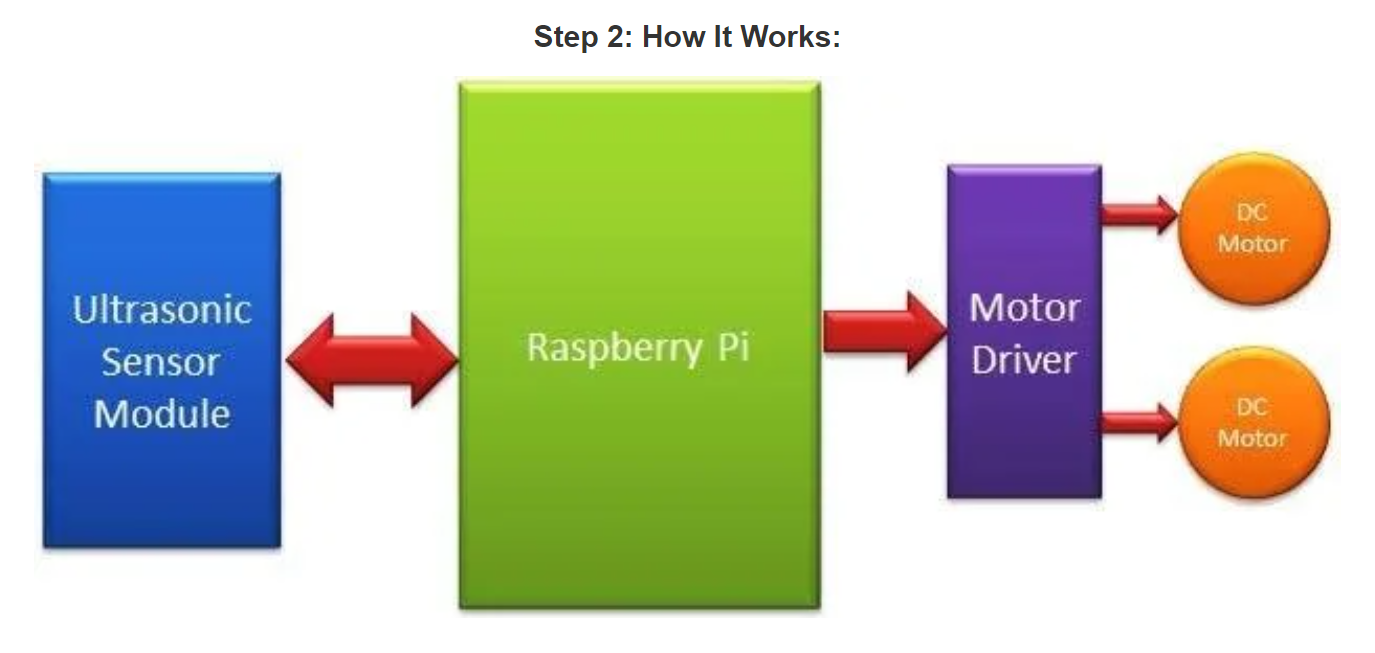 Step 2: How It Works:
Ultrasonic
Sensor
Module
Raspberry Pi
Motor
Driver
DC
Motor
DC
Motor